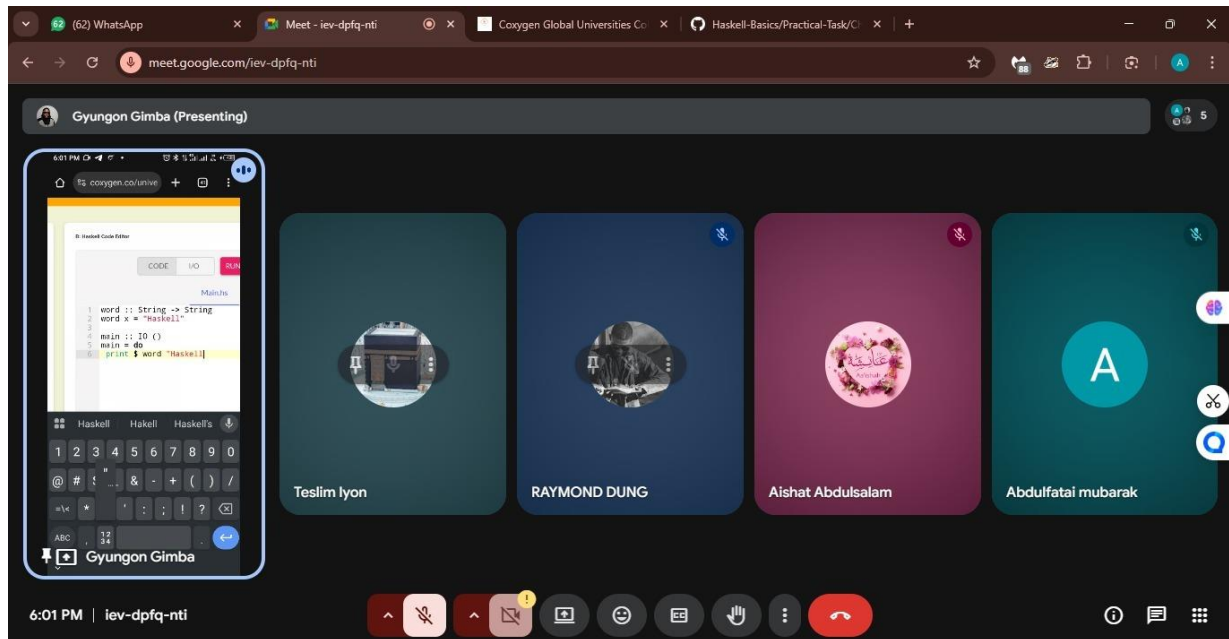 (62) WhatsApp
Meet - iev-dpfq-nti
Coxygen Global Universities Co
Haskell-Basics/Practical-Task/Cl
meet.google.com/iev-dpfq-nti
88
A
Gyungon Gimba (Presenting)
5
6:01 PM
coxygen.co/unive
D: Haskell Code Editor
CODE I/O RUN
Main.hs
1 word :: String -> String
2 word x = "Haskell"
3
4 main :: IO ()
5 main = do
6 print $ word "Haskell
Haskell Hakell Haskell's
1 2 3 4 5 6 7 8 9 0
@ # & - + ( ) /
=\< * " ' : ; ! ?
ABC , 12 34 .
Gyungon Gimba
Teslim Iyon
RAYMOND DUNG
Aishat Abdulsalam
A
Abdulfatai mubarak
6:01 PM | iev-dpfq-nti